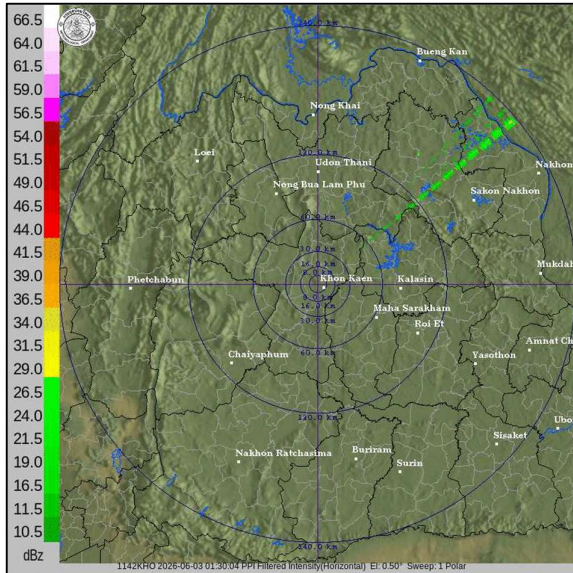 66.5
64.0
61.5
59.0
56.5
54.0
51.5
49.0
46.5
44.0
41.5
39.0
36.5
34.0
31.5
29.0
26.5
24.0
21.5
19.0
16.5
11.5
10.5
dBz
Bueng Kan
Nong Khai
Loei
Udon Thani
Nakhon
Nong Bua Lam Phu
Sakon Nakhon
Mukdah
Khon Kaen
Phetchabun
Kalasin
Maha Sarakham
30.0 km
Roi Et
Amnat Ch
60.0 km
Chaiyaphum
Yasothon
120.0 km
Ubo
Sisaket
Buriram
Nakhon Ratchasima
Surin
240.0 km
1142KHO 2026-06-03 01:30:04 PPI Filtered Intensity(Horizontal) El: 0.50° Sweep: 1 Polar